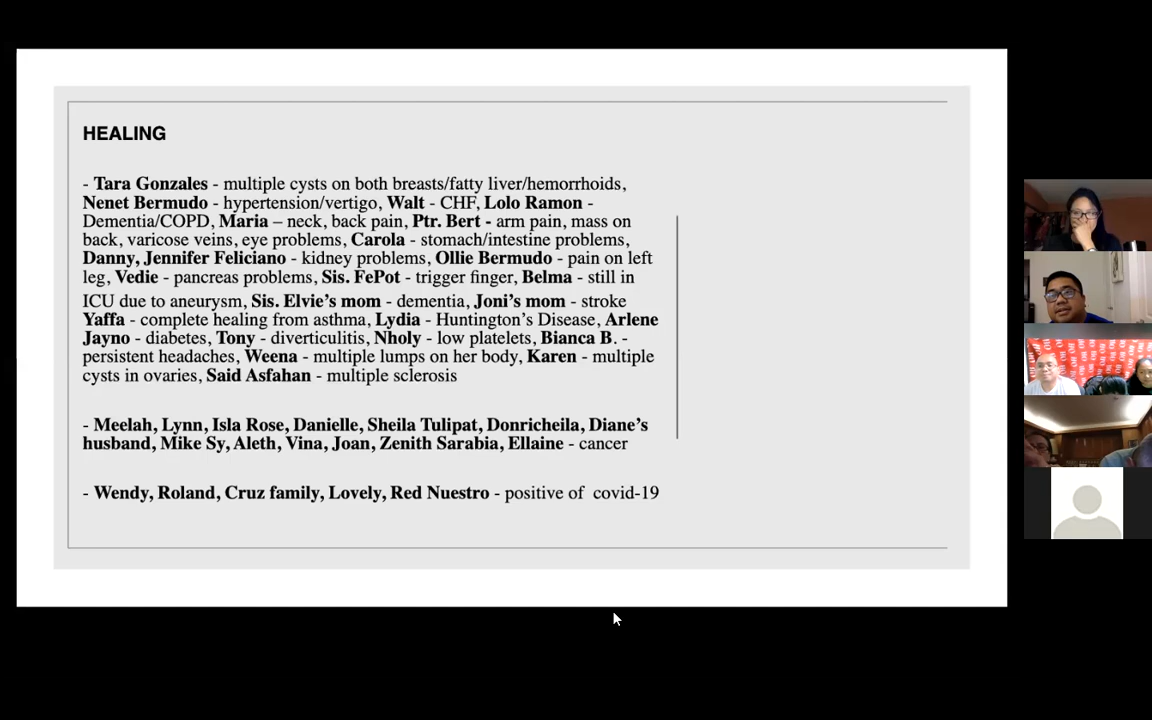 HEALING
- Tara Gonzales - multiple cysts on both breasts/fatty liver/hemorrhoids,
Nenet Bermudo - hypertension/vertigo, Walt - CHF, Lolo Ramon -
Dementia/COPD, Maria – neck, back pain, Ptr. Bert - arm pain, mass on
back, varicose veins, eye problems, Carola - stomach/intestine problems,
Danny, Jennifer Feliciano - kidney problems, Ollie Bermudo - pain on left
leg, Vedie - pancreas problems, Sis. FePot - trigger finger, Belma - still in
ICU due to aneurysm, Sis. Elvie’s mom - dementia, Joni’s mom - stroke
Yaffa - complete healing from asthma, Lydia - Huntington’s Disease, Arlene
Jayno - diabetes, Tony - diverticulitis, Nholy - low platelets, Bianca B. -
persistent headaches, Weena - multiple lumps on her body, Karen - multiple
cysts in ovaries, Said Asfahan - multiple sclerosis
- Meelah, Lynn, Isla Rose, Danielle, Sheila Tulipat, Donricheila, Diane’s
husband, Mike Sy, Aleth, Vina, Joan, Zenith Sarabia, Ellaine - cancer
- Wendy, Roland, Cruz family, Lovely, Red Nuestro - positive of  covid-19